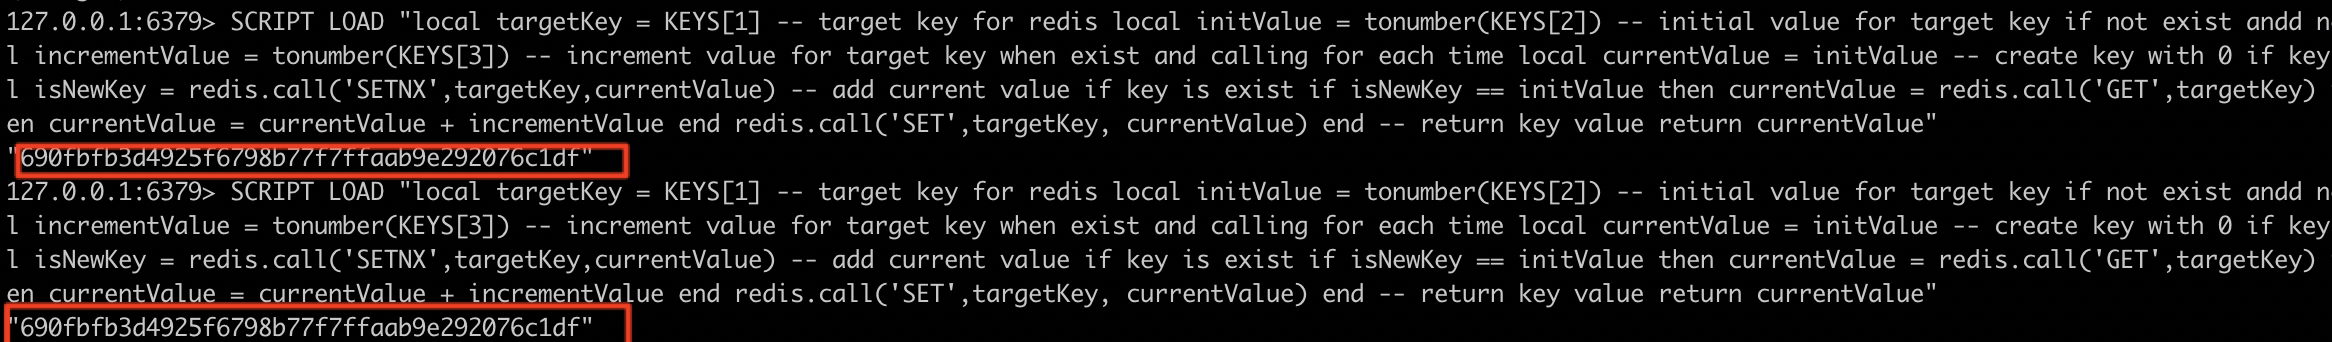 127.0.0.1:6379> SCRIPT LOAD "local targetKey = KEYS[1] -- target key for redis local initValue = tonumber(KEYS[2]) -- initial value for target key if not exist andd n
l incrementValue = tonumber(KEYS[3]) -- increment value for target key when exist and calling for each time local currentValue = initValue -- create key with 0 if key
l isNewKey = redis.call('SETNX',targetKey,currentValue) -- add current value if key is exist if isNewKey == initValue then currentValue = redis.call('GET',targetKey)
en currentValue = currentValue + incrementValue end redis.call('SET',targetKey, currentValue) end -- return key value return currentValue"
"690fbfb3d4925f6798b77f7ffaab9e292076c1df"
127.0.0.1:6379> SCRIPT LOAD "local targetKey = KEYS[1] -- target key for redis local initValue = tonumber(KEYS[2]) -- initial value for target key if not exist andd n
l incrementValue = tonumber(KEYS[3]) -- increment value for target key when exist and calling for each time local currentValue = initValue -- create key with 0 if key
l isNewKey = redis.call('SETNX',targetKey,currentValue) -- add current value if key is exist if isNewKey == initValue then currentValue = redis.call('GET',targetKey)
en currentValue = currentValue + incrementValue end redis.call('SET',targetKey, currentValue) end -- return key value return currentValue"
"690fbfb3d4925f6798b77f7ffaab9e292076c1df"